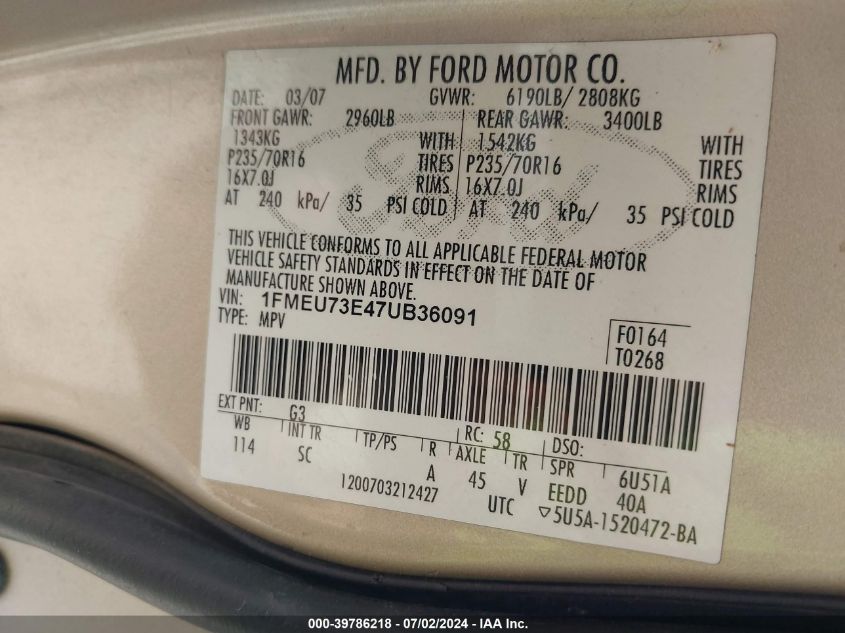 MFD. BY FORD MOTOR CO.
DATE: 03/07 GVWR: 6190LB/ 2808KG
FRONT GAWR: 2960LB REAR GAWR: 3400LB
1343KG WITH 1542KG WITH
P235/70R16 TIRES P235/70R16 TIRES
16X7.0J RIMS 16X7.0J RIMS
AT 240 kPa/ 35 PSI COLD AT 240 kPa/ 35 PSI COLD
Ford
THIS VEHICLE CONFORMS TO ALL APPLICABLE FEDERAL MOTOR
VEHICLE SAFETY STANDARDS IN EFFECT ON THE DATE OF
MANUFACTURE SHOWN ABOVE.
VIN: 1FMEU73E47UB36091
TYPE: MPV
F0164
T0268
EXT PNT: G3 RC: 58 DSO:
WB INT TR TP/PS R AXLE TR SPR 6U51A
114 SC A 45 V EEDD 40A
1200703212427 UTC ▽5U5A-1520472-BA
000-39786218 - 07/02/2024 - IAA Inc.